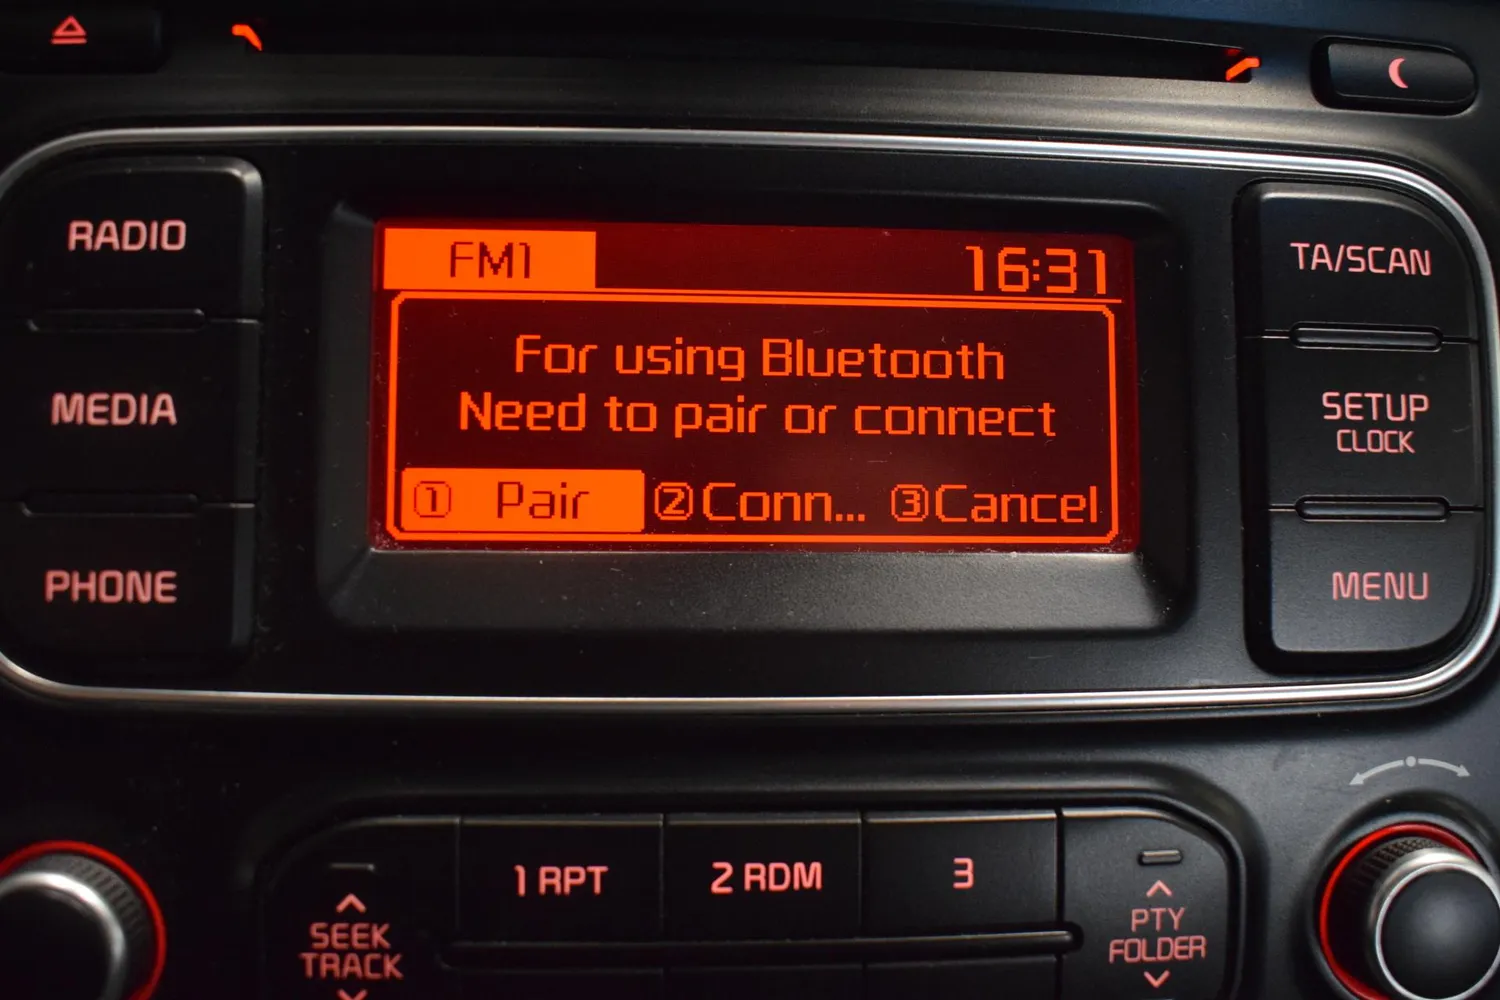 RADIO
MEDIA
PHONE
FM1 16:31
For using Bluetooth
Need to pair or connect
① Pair ②Conn... ③Cancel
TA/SCAN
SETUP
CLOCK
MENU
SEEK
TRACK
1 RPT
2 RDM
3
PTY
FOLDER